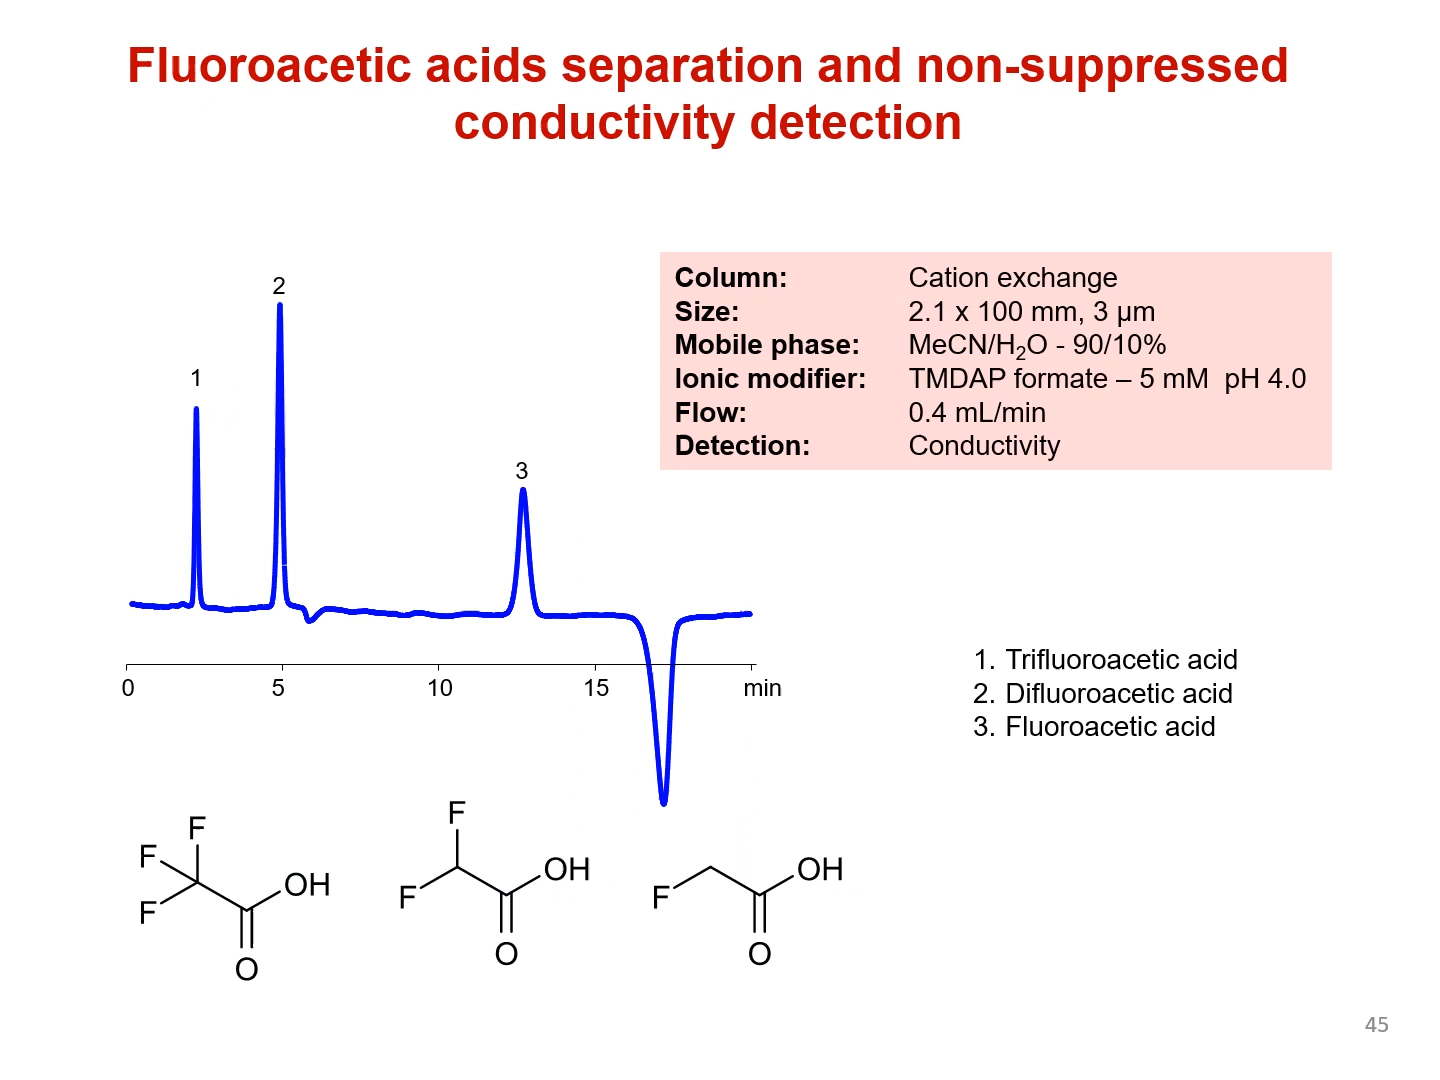 Fluoroacetic acids separation and non-suppressed
conductivity detection
Column: Cation exchange
Size: 2.1 x 100 mm, 3 µm
Mobile phase: MeCN/H₂O - 90/10%
Ionic modifier: TMDAP formate – 5 mM  pH 4.0
Flow: 0.4 mL/min
Detection: Conductivity
2
1
3
0 5 10 15 min
1. Trifluoroacetic acid
2. Difluoroacetic acid
3. Fluoroacetic acid
F
F
F
OH
O
F
F
OH
O
F
OH
O
45